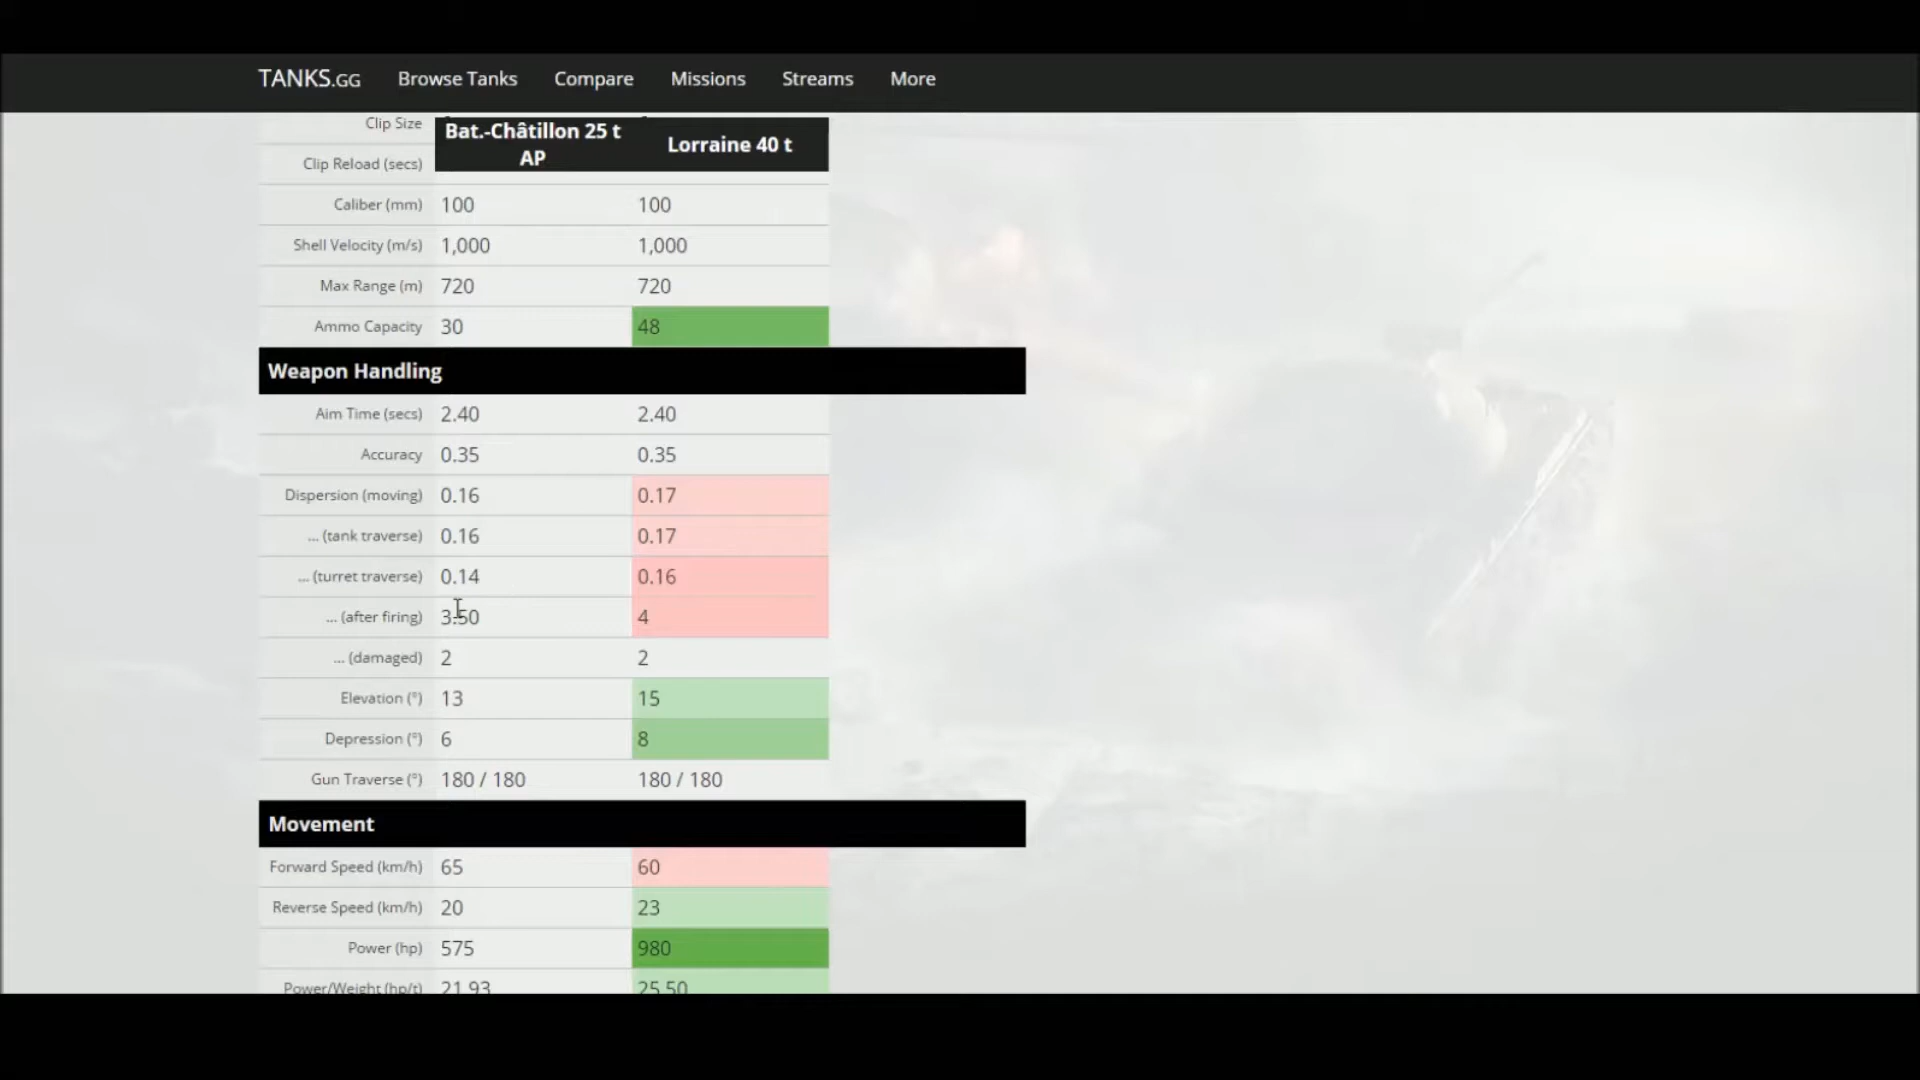 TANKS.GG Browse Tanks Compare Missions Streams More
Bat.-Châtillon 25 t
AP
Lorraine 40 t
Clip Size
Clip Reload (secs)
Caliber (mm) 100 100
Shell Velocity (m/s) 1,000 1,000
Max Range (m) 720 720
Ammo Capacity 30 48
Weapon Handling
Aim Time (secs) 2.40 2.40
Accuracy 0.35 0.35
Dispersion (moving) 0.16 0.17
... (tank traverse) 0.16 0.17
... (turret traverse) 0.14 0.16
... (after firing) 3.50 4
... (damaged) 2 2
Elevation (°) 13 15
Depression (°) 6 8
Gun Traverse (°) 180 / 180 180 / 180
Movement
Forward Speed (km/h) 65 60
Reverse Speed (km/h) 20 23
Power (hp) 575 980
Power/Weight (hp/t) 21.93 25.50